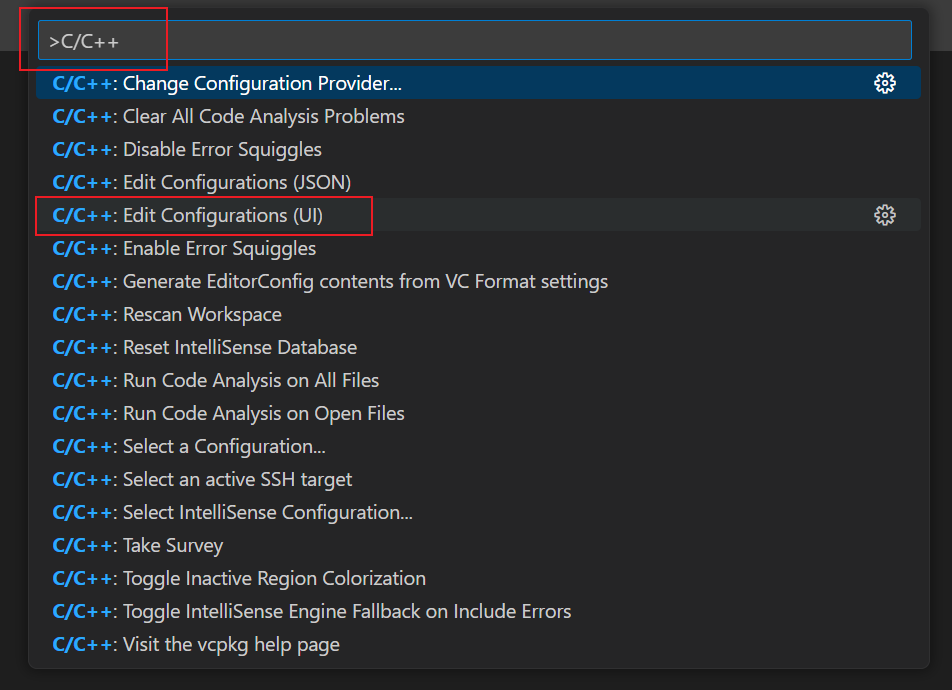 >C/C++
C/C++: Change Configuration Provider...
C/C++: Clear All Code Analysis Problems
C/C++: Disable Error Squiggles
C/C++: Edit Configurations (JSON)
C/C++: Edit Configurations (UI)
C/C++: Enable Error Squiggles
C/C++: Generate EditorConfig contents from VC Format settings
C/C++: Rescan Workspace
C/C++: Reset IntelliSense Database
C/C++: Run Code Analysis on All Files
C/C++: Run Code Analysis on Open Files
C/C++: Select a Configuration...
C/C++: Select an active SSH target
C/C++: Select IntelliSense Configuration...
C/C++: Take Survey
C/C++: Toggle Inactive Region Colorization
C/C++: Toggle IntelliSense Engine Fallback on Include Errors
C/C++: Visit the vcpkg help page